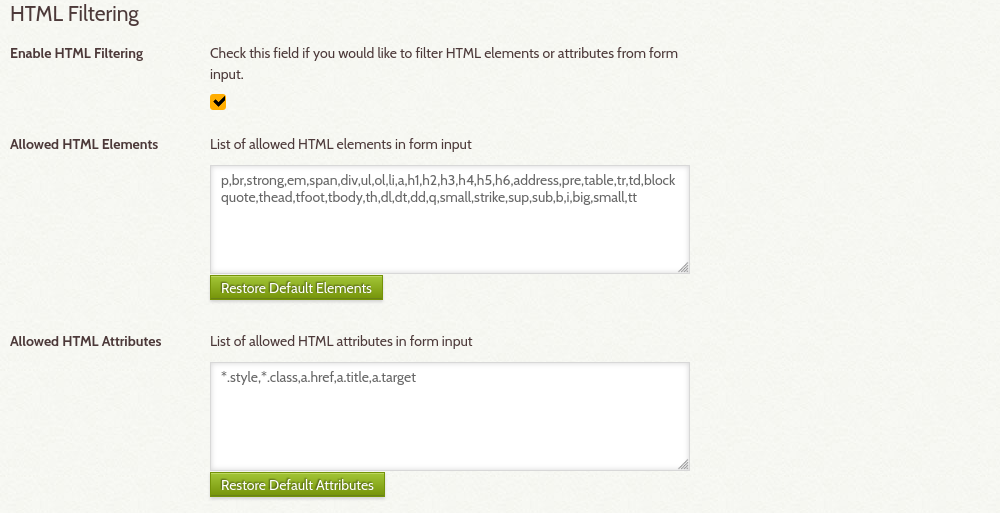 HTML Filtering
Enable HTML Filtering
Check this field if you would like to filter HTML elements or attributes from form
input.
Allowed HTML Elements
List of allowed HTML elements in form input
p,br,strong,em,span,div,ul,ol,li,a,h1,h2,h3,h4,h5,h6,address,pre,table,tr,td,block
quote,thead,tfoot,tbody,th,dl,dt,dd,q,small,strike,sup,sub,b,i,big,small,tt
Restore Default Elements
Allowed HTML Attributes
List of allowed HTML attributes in form input
*.style,*.class,a.href,a.title,a.target
Restore Default Attributes